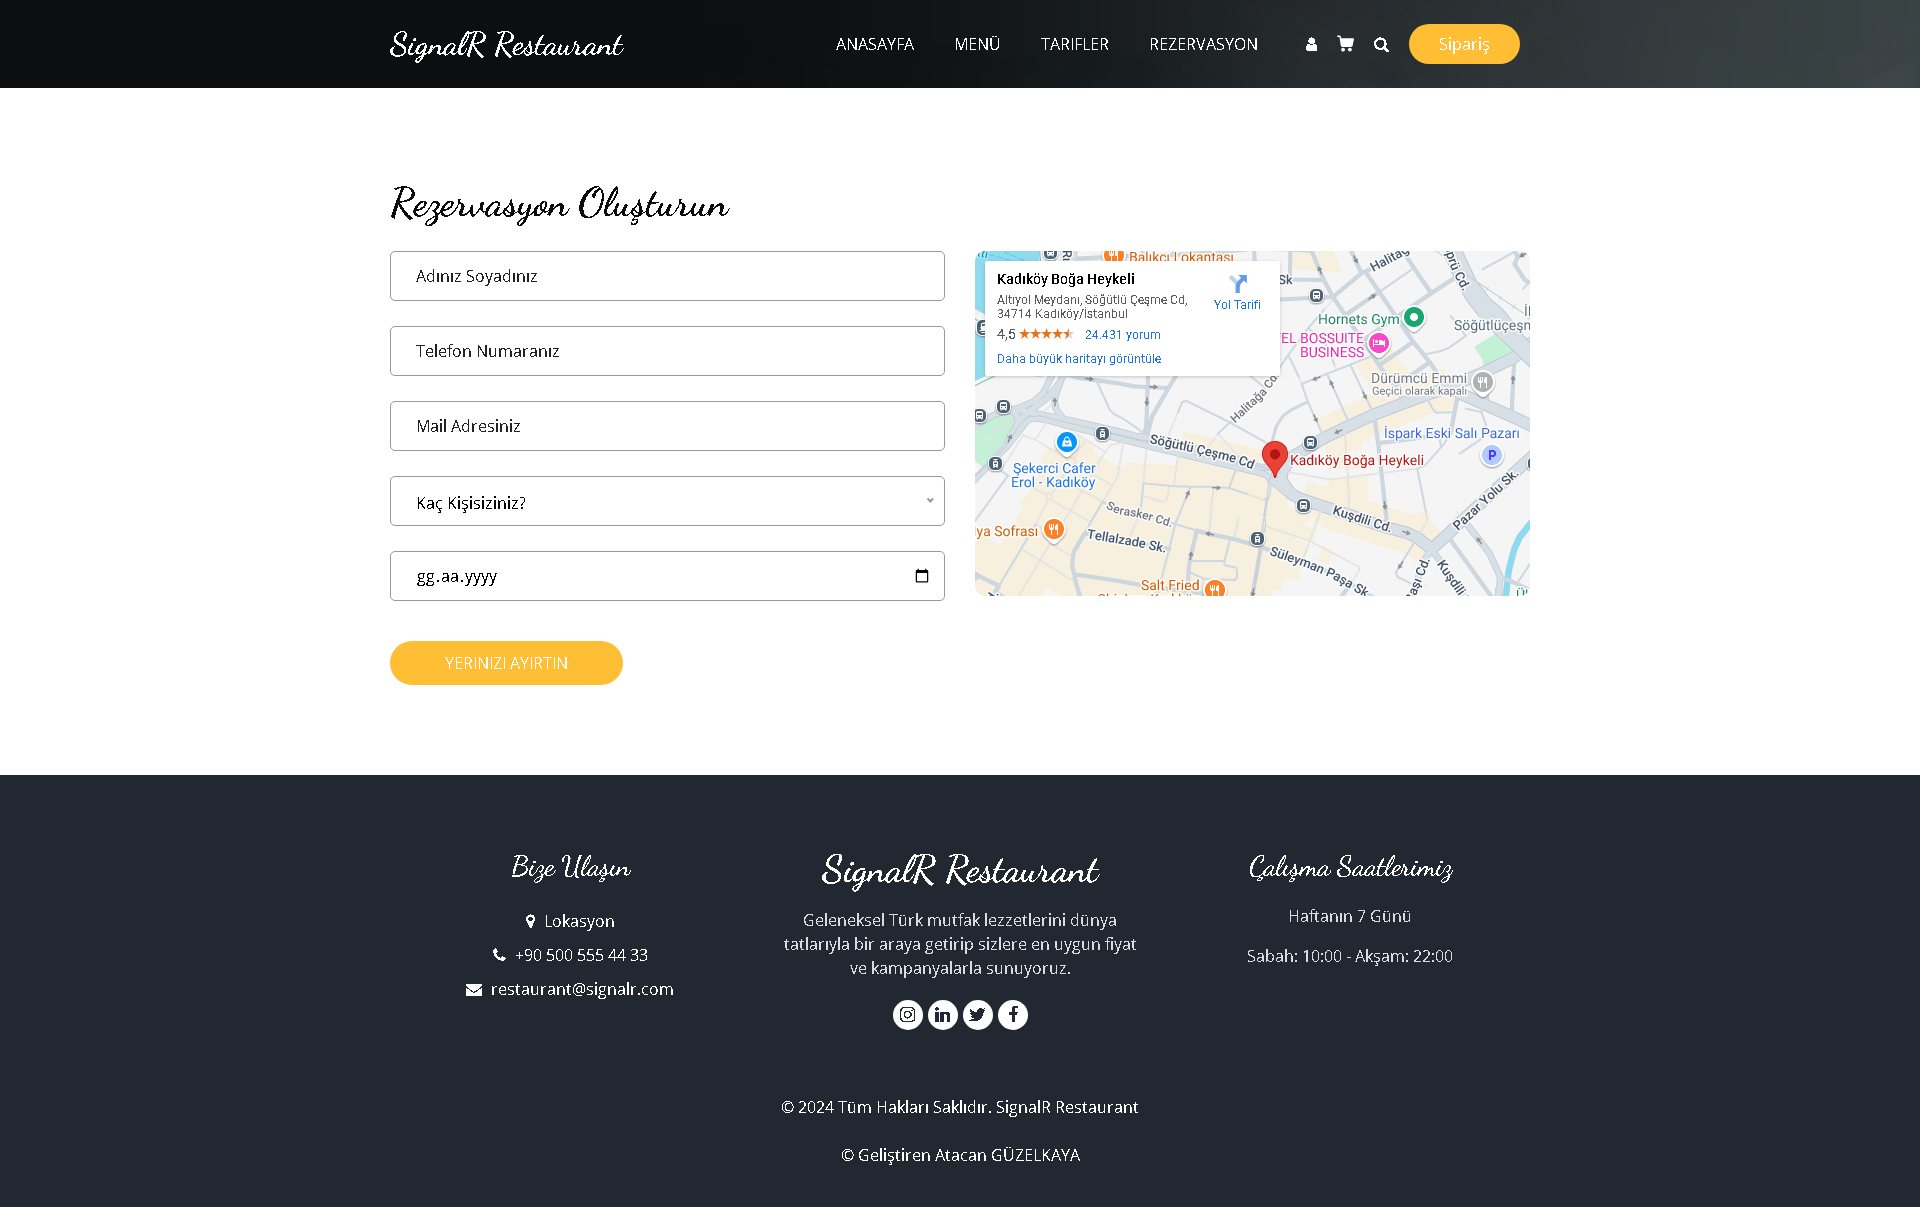 SignalR Restaurant
ANASAYFA
MENÜ
TARIFLER
REZERVASYON
Sipariş
Rezervasyon Oluşturun
Adınız Soyadınız
Telefon Numaranız
Mail Adresiniz
Kaç Kişisiziniz?
gg.aa.yyyy
YERINIZI AYIRTIN
Balıkçı Lokantası
Kadıköy Boğa Heykeli
Altıyol Meydanı, Söğütlü Çeşme Cd,
34714 Kadıköy/İstanbul
4,5
24.431 yorum
Daha büyük haritayı görüntüle
Yol Tarifi
Sk
Halitağa
Cd.
Hornets Gym
BOSSUITE
BUSINESS
Dürümcü Emmi
Geçici olarak kapalı
Halitağa Cd.
İspark Eski Salı Pazarı
P
Söğütlü Çeşme Cd
Kadıköy Boğa Heykeli
Şekerci Cafer
Erol - Kadıköy
Serasker Cd.
Sofrası
Tellalzade Sk.
Kuşdili Cd.
Pazar Yolu Sk.
Süleyman Paşa Sk.
Salt Fried
Bize Ulaşın
Lokasyon
+90 500 555 44 33
restaurant@signalr.com
SignalR Restaurant
Geleneksel Türk mutfak lezzetlerini dünya
tatlarıyla bir araya getirip sizlere en uygun fiyat
ve kampanyalarla sunuyoruz.
Çalışma Saatlerimiz
Haftanın 7 Günü
Sabah: 10:00 - Akşam: 22:00
© 2024 Tüm Hakları Saklıdır. SignalR Restaurant
© Geliştiren Atacan GÜZELKAYA